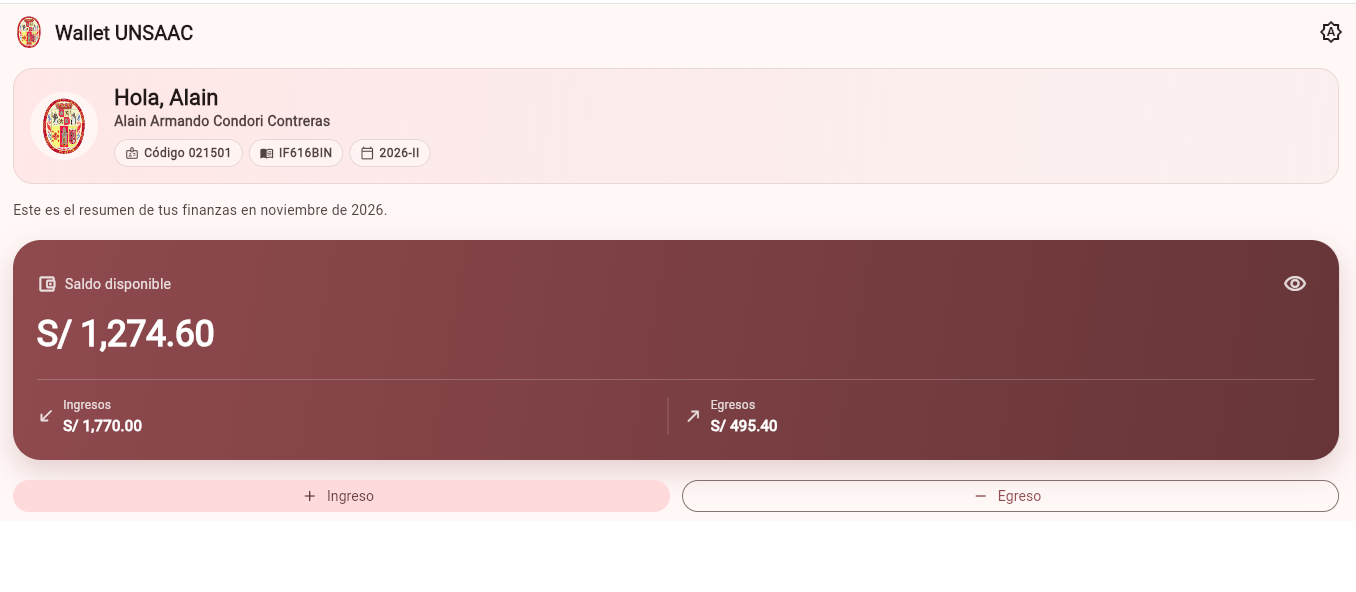 Wallet UNSAAC
A
Hola, Alain
Alain Armando Condori Contreras
Código 021501
IF616BIN
2026-II
Este es el resumen de tus finanzas en noviembre de 2026.
Saldo disponible
S/ 1,274.60
Ingresos
S/ 1,770.00
Egresos
S/ 495.40
+ Ingreso
− Egreso